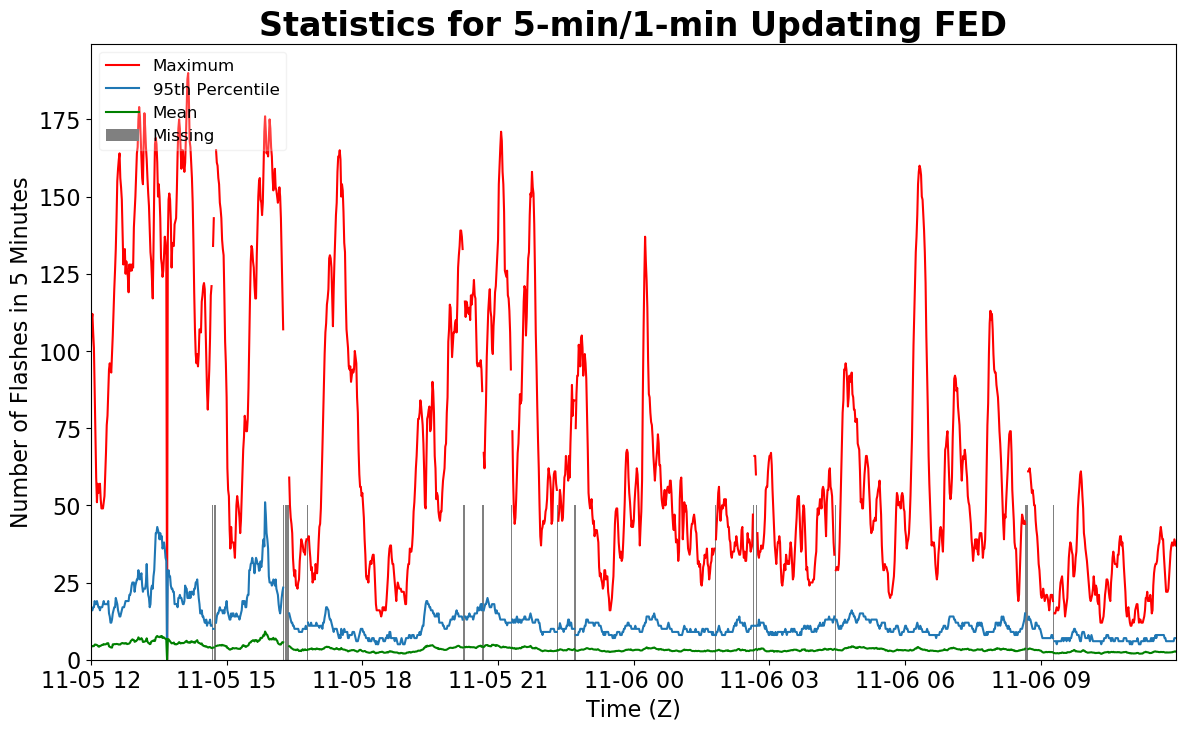 Statistics for 5-min/1-min Updating FED
Maximum
95th Percentile
Mean
Missing
175
150
125
100
75
50
25
0
Number of Flashes in 5 Minutes
11-05 12 11-05 15 11-05 18 11-05 21 11-06 00 11-06 03 11-06 06 11-06 09
Time (Z)